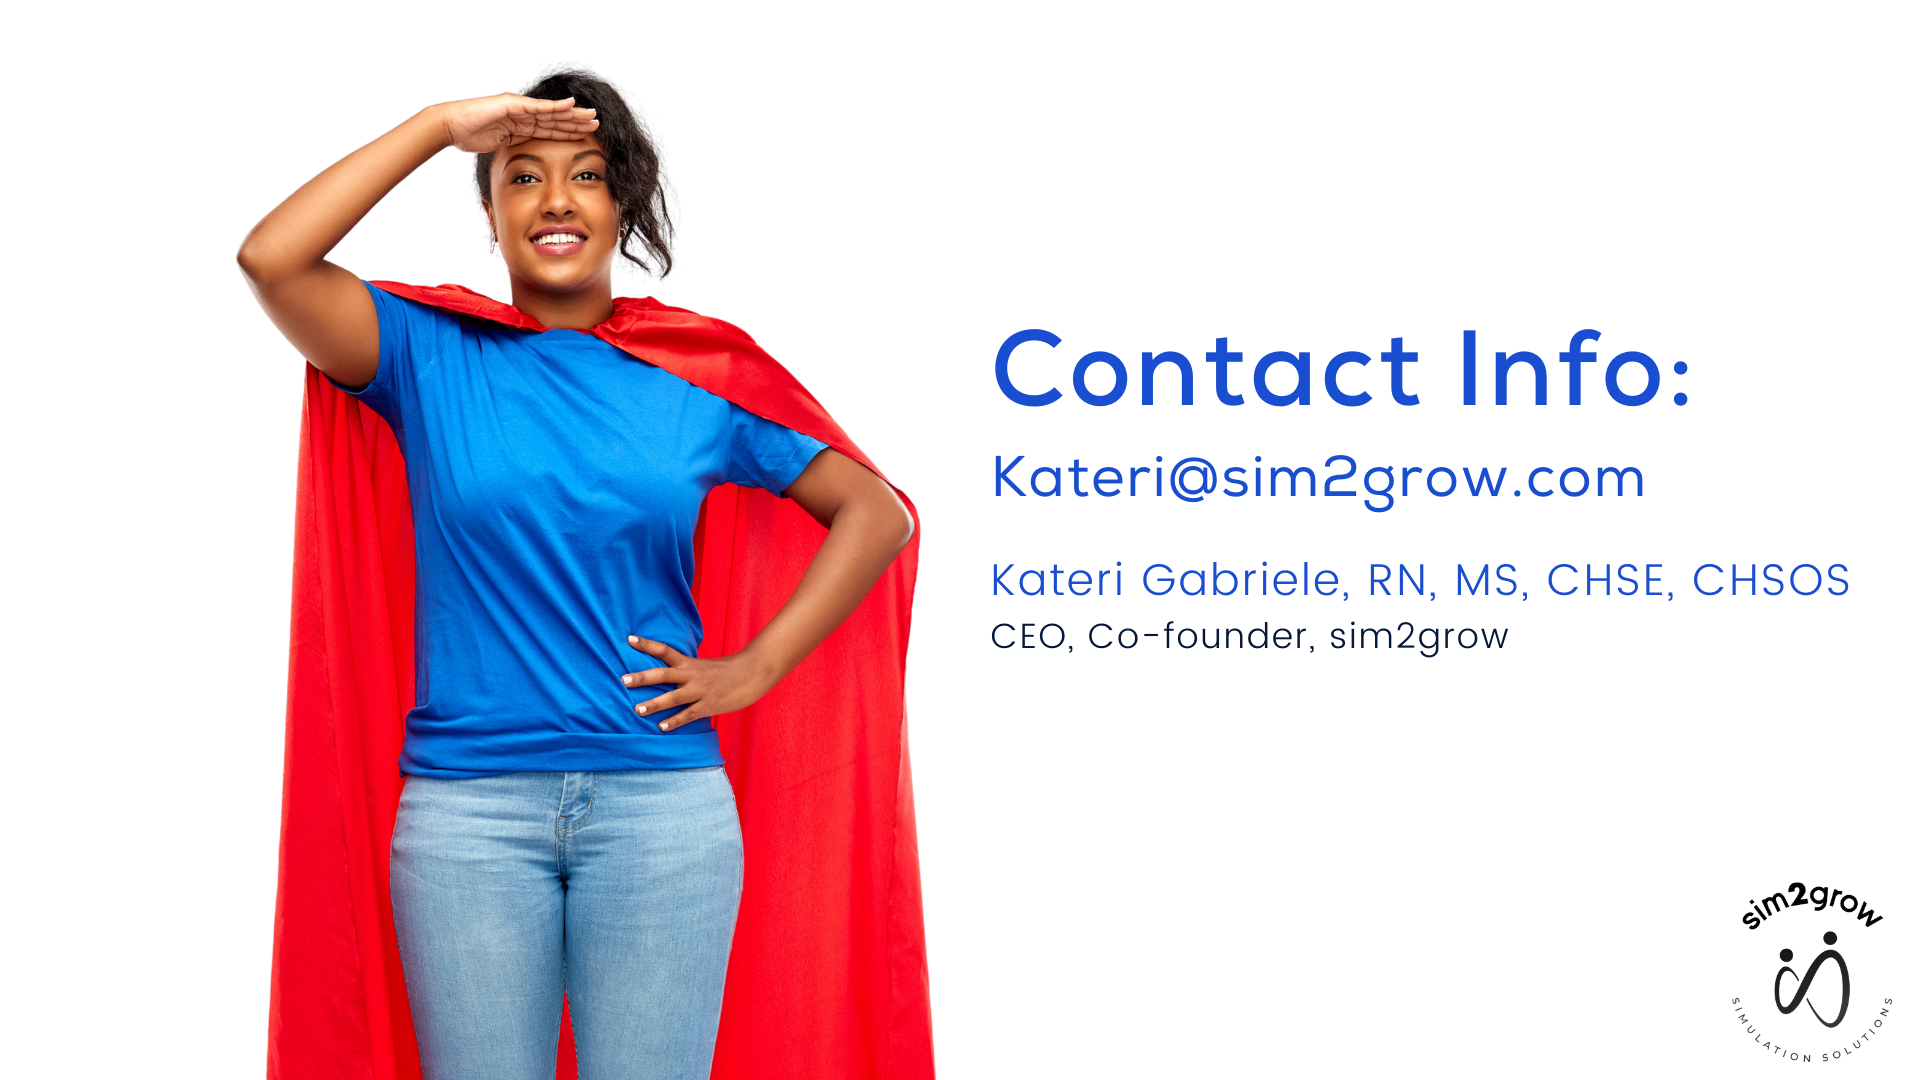 Contact Info:
Kateri@sim2grow.com
Kateri Gabriele, RN, MS, CHSE, CHSOS
CEO, Co-founder, sim2grow
sim2grow
SIMULATION SOLUTIONS